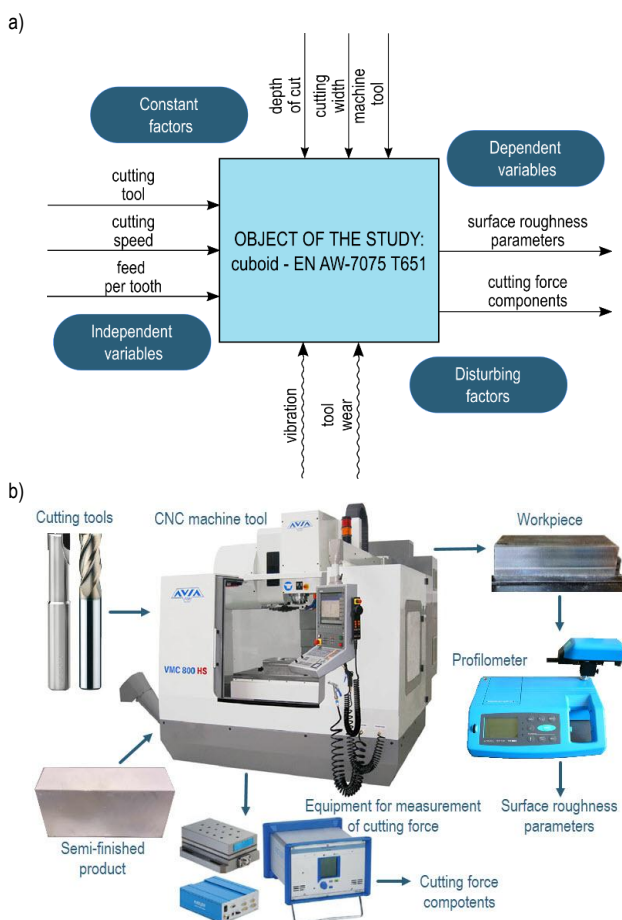 a)
depth
of cut
cutting
width
machine
tool
Constant
factors
Dependent
variables
cutting
tool
cutting
speed
feed
per tooth
OBJECT OF THE STUDY:
cuboid - EN AW-7075 T651
surface roughness
parameters
cutting force
components
Independent
variables
Disturbing
factors
vibration
tool
wear
b)
Cutting tools
CNC machine tool
Workpiece
AVIA
AVIA
VMC 800 HS
Profilometer
Semi-finished
product
Equipment for measurement
of cutting force
Surface roughness
parameters
Cutting force
compotents